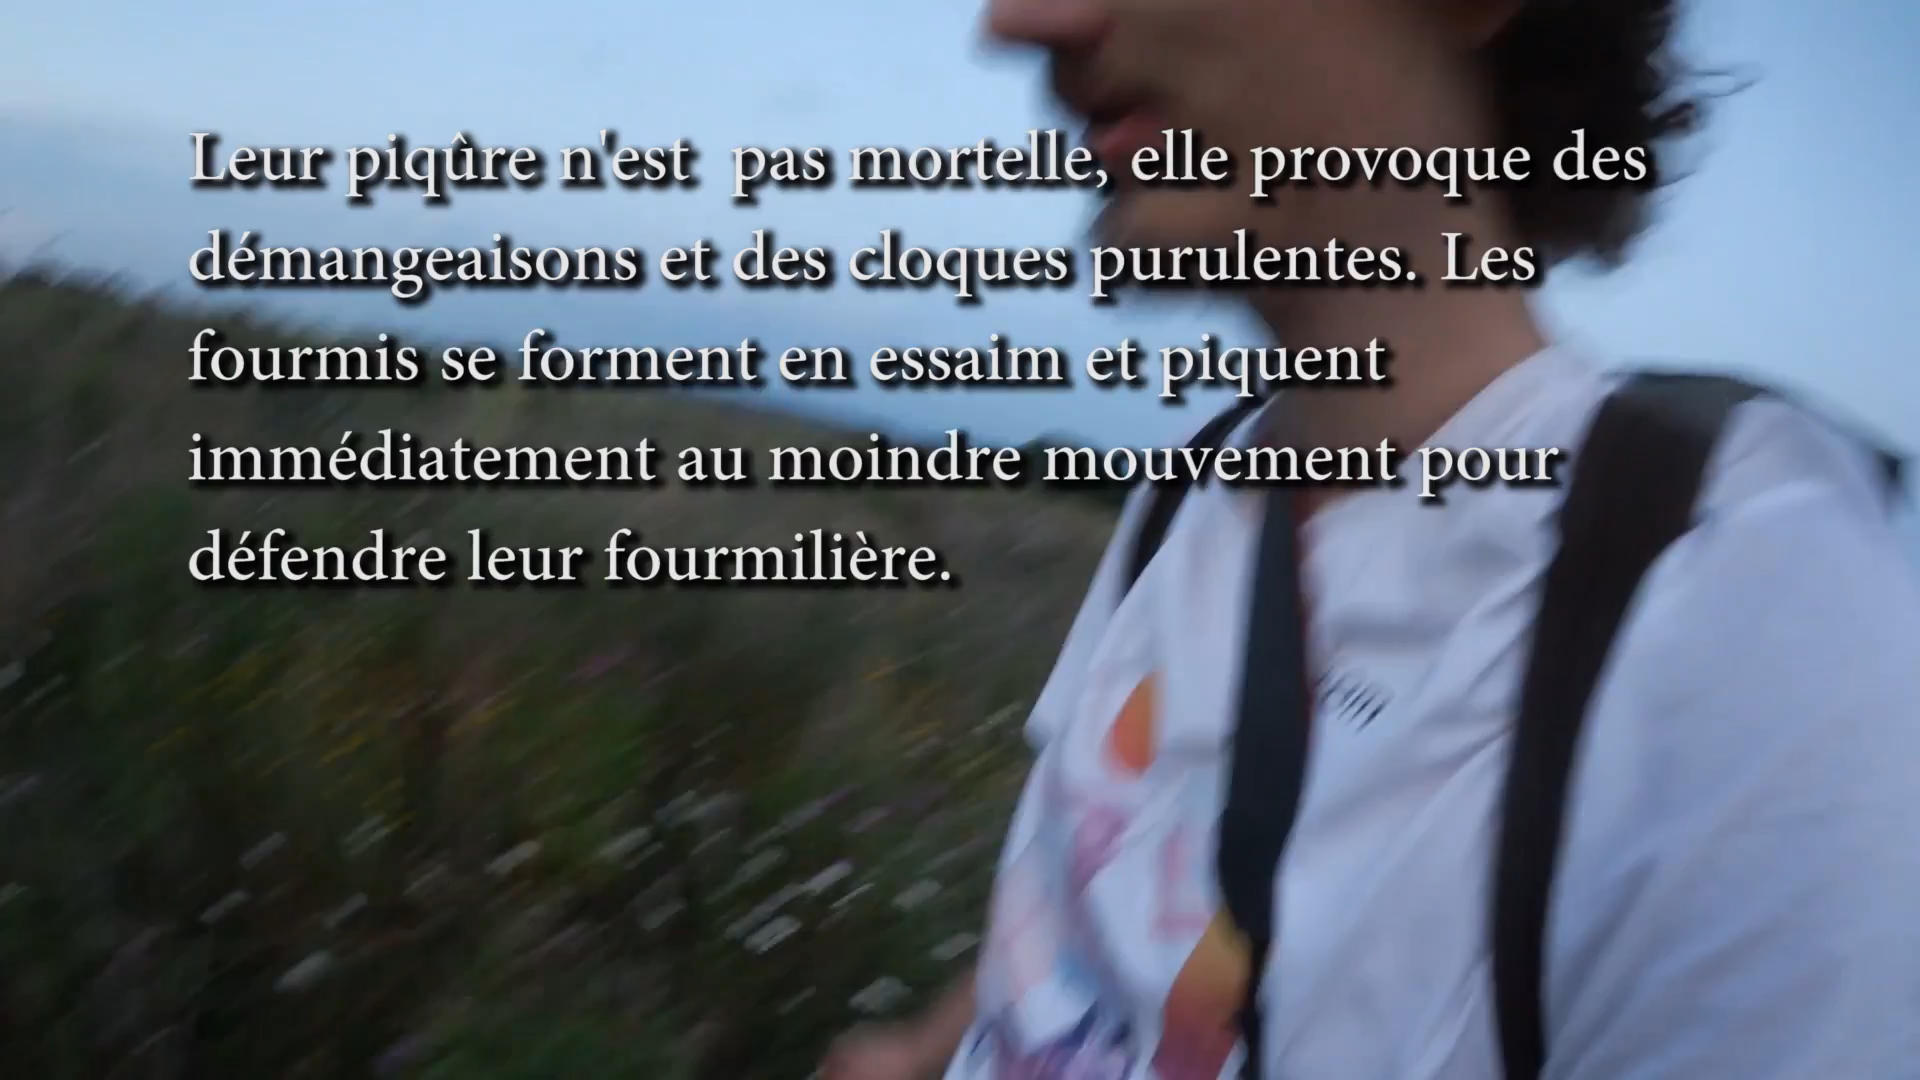 Leur piqûre n'est  pas mortelle, elle provoque des
démangeaisons et des cloques purulentes. Les
fourmis se forment en essaim et piquent
immédiatement au moindre mouvement pour
défendre leur fourmilière.